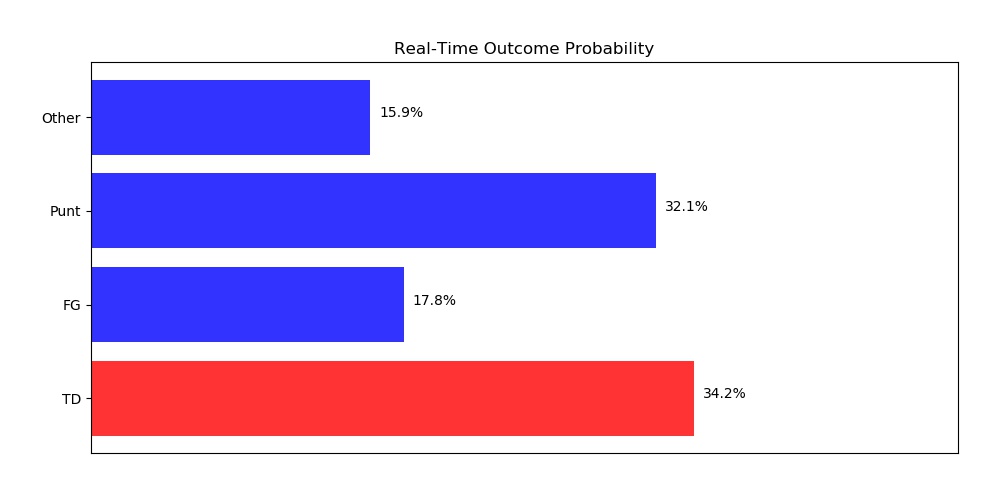 Real-Time Outcome Probability
Other
15.9%
Punt
32.1%
FG
17.8%
TD
34.2%